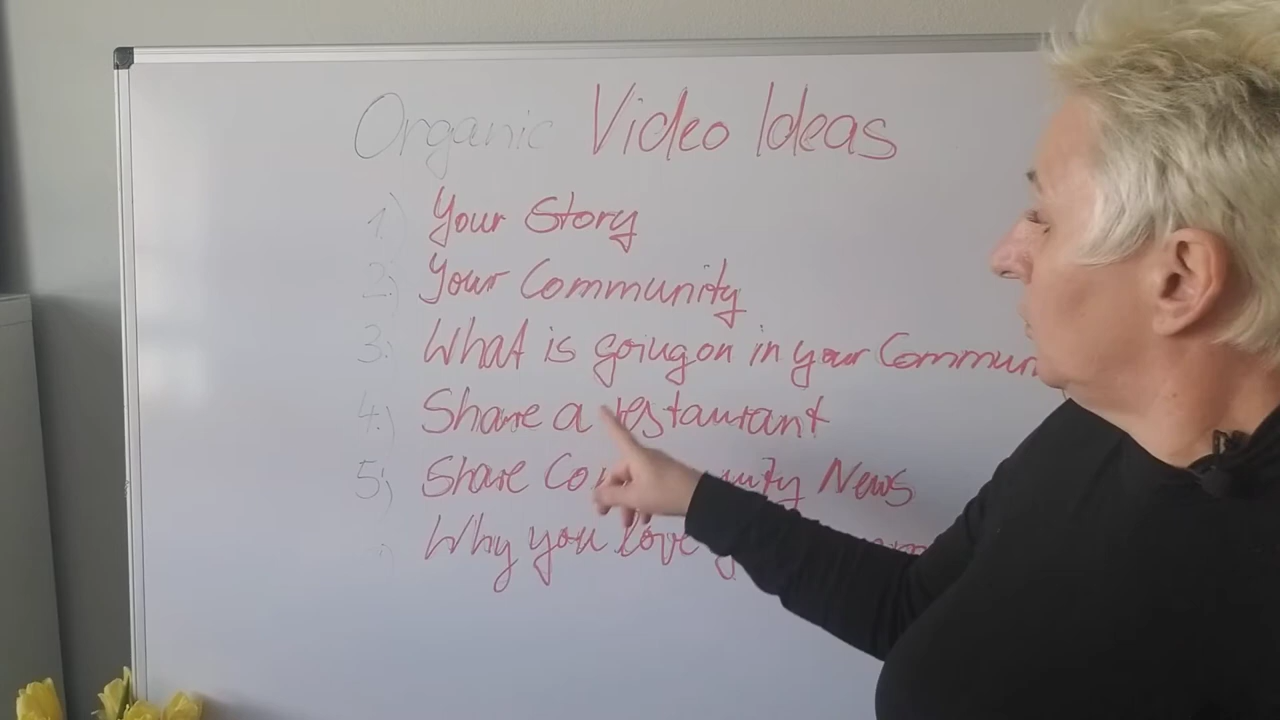 Organic Video Ideas
1.) Your Story
2.) Your Community
3.) What is going on in your Commun
4.) Share a restaurant
5.) Share Community News
Why you love